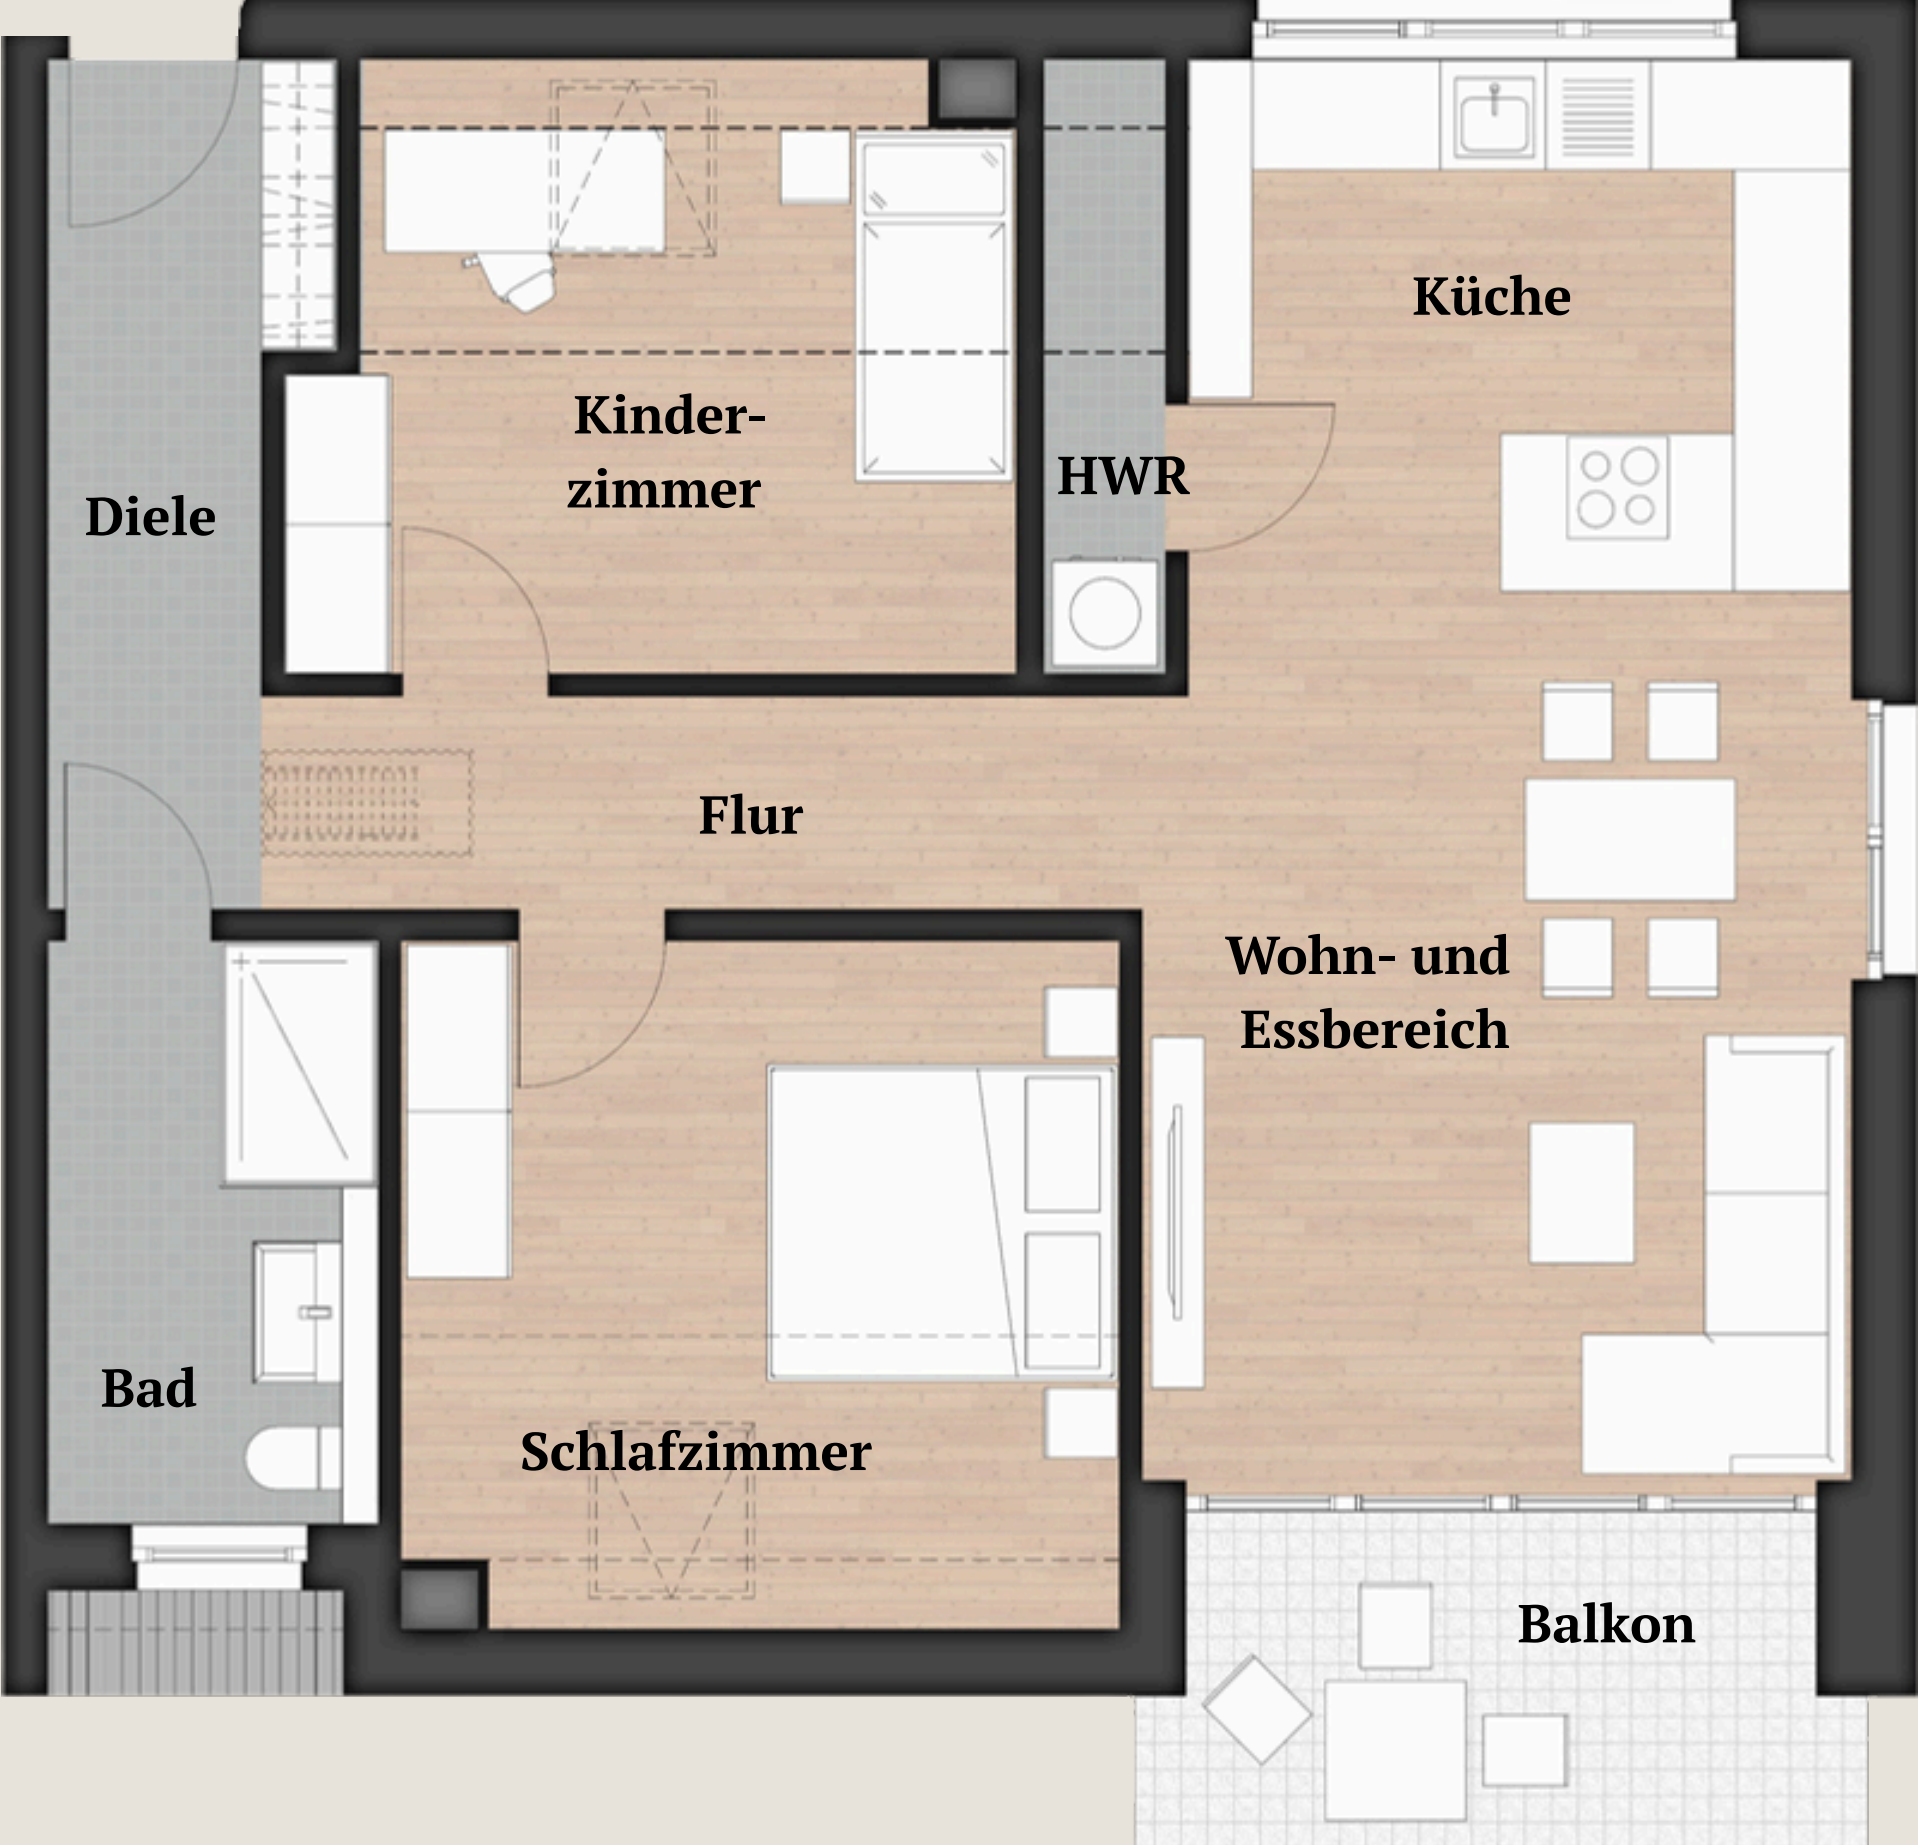 Küche
Kinder-
zimmer
HWR
Diele
Flur
Wohn- und
Essbereich
Bad
Schlafzimmer
Balkon